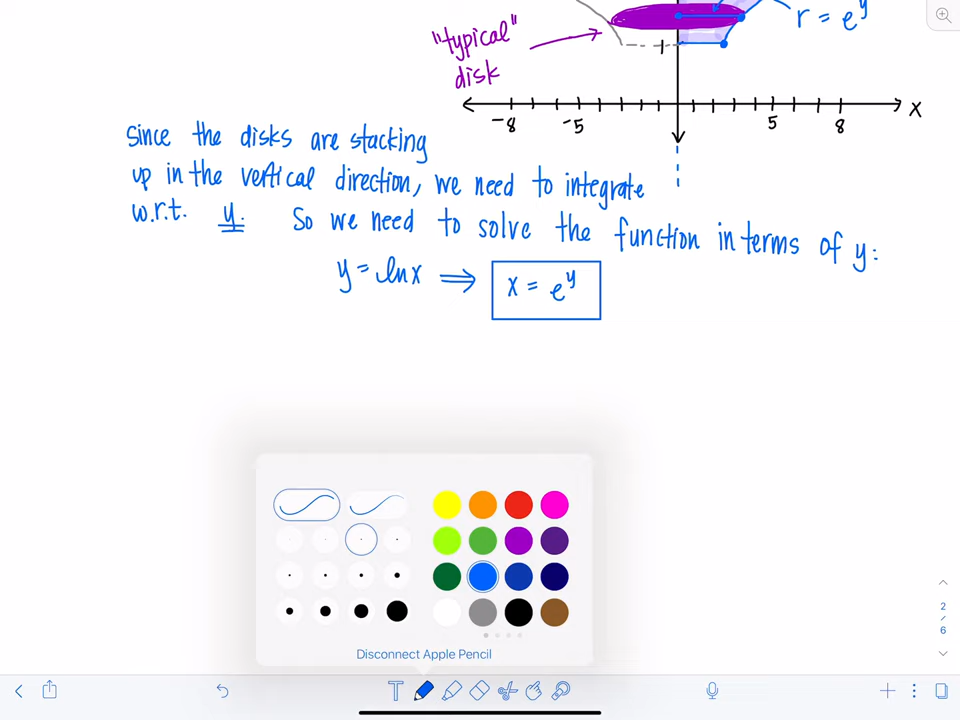 r = e^y
"typical"
disk
1
-8 -5 5 8 X
Since the disks are stacking
up in the vertical direction, we need to integrate
w.r.t. y. So we need to solve the function in terms of y:
y = ln x ⟹ x = e^y
Disconnect Apple Pencil
2
/
6
T